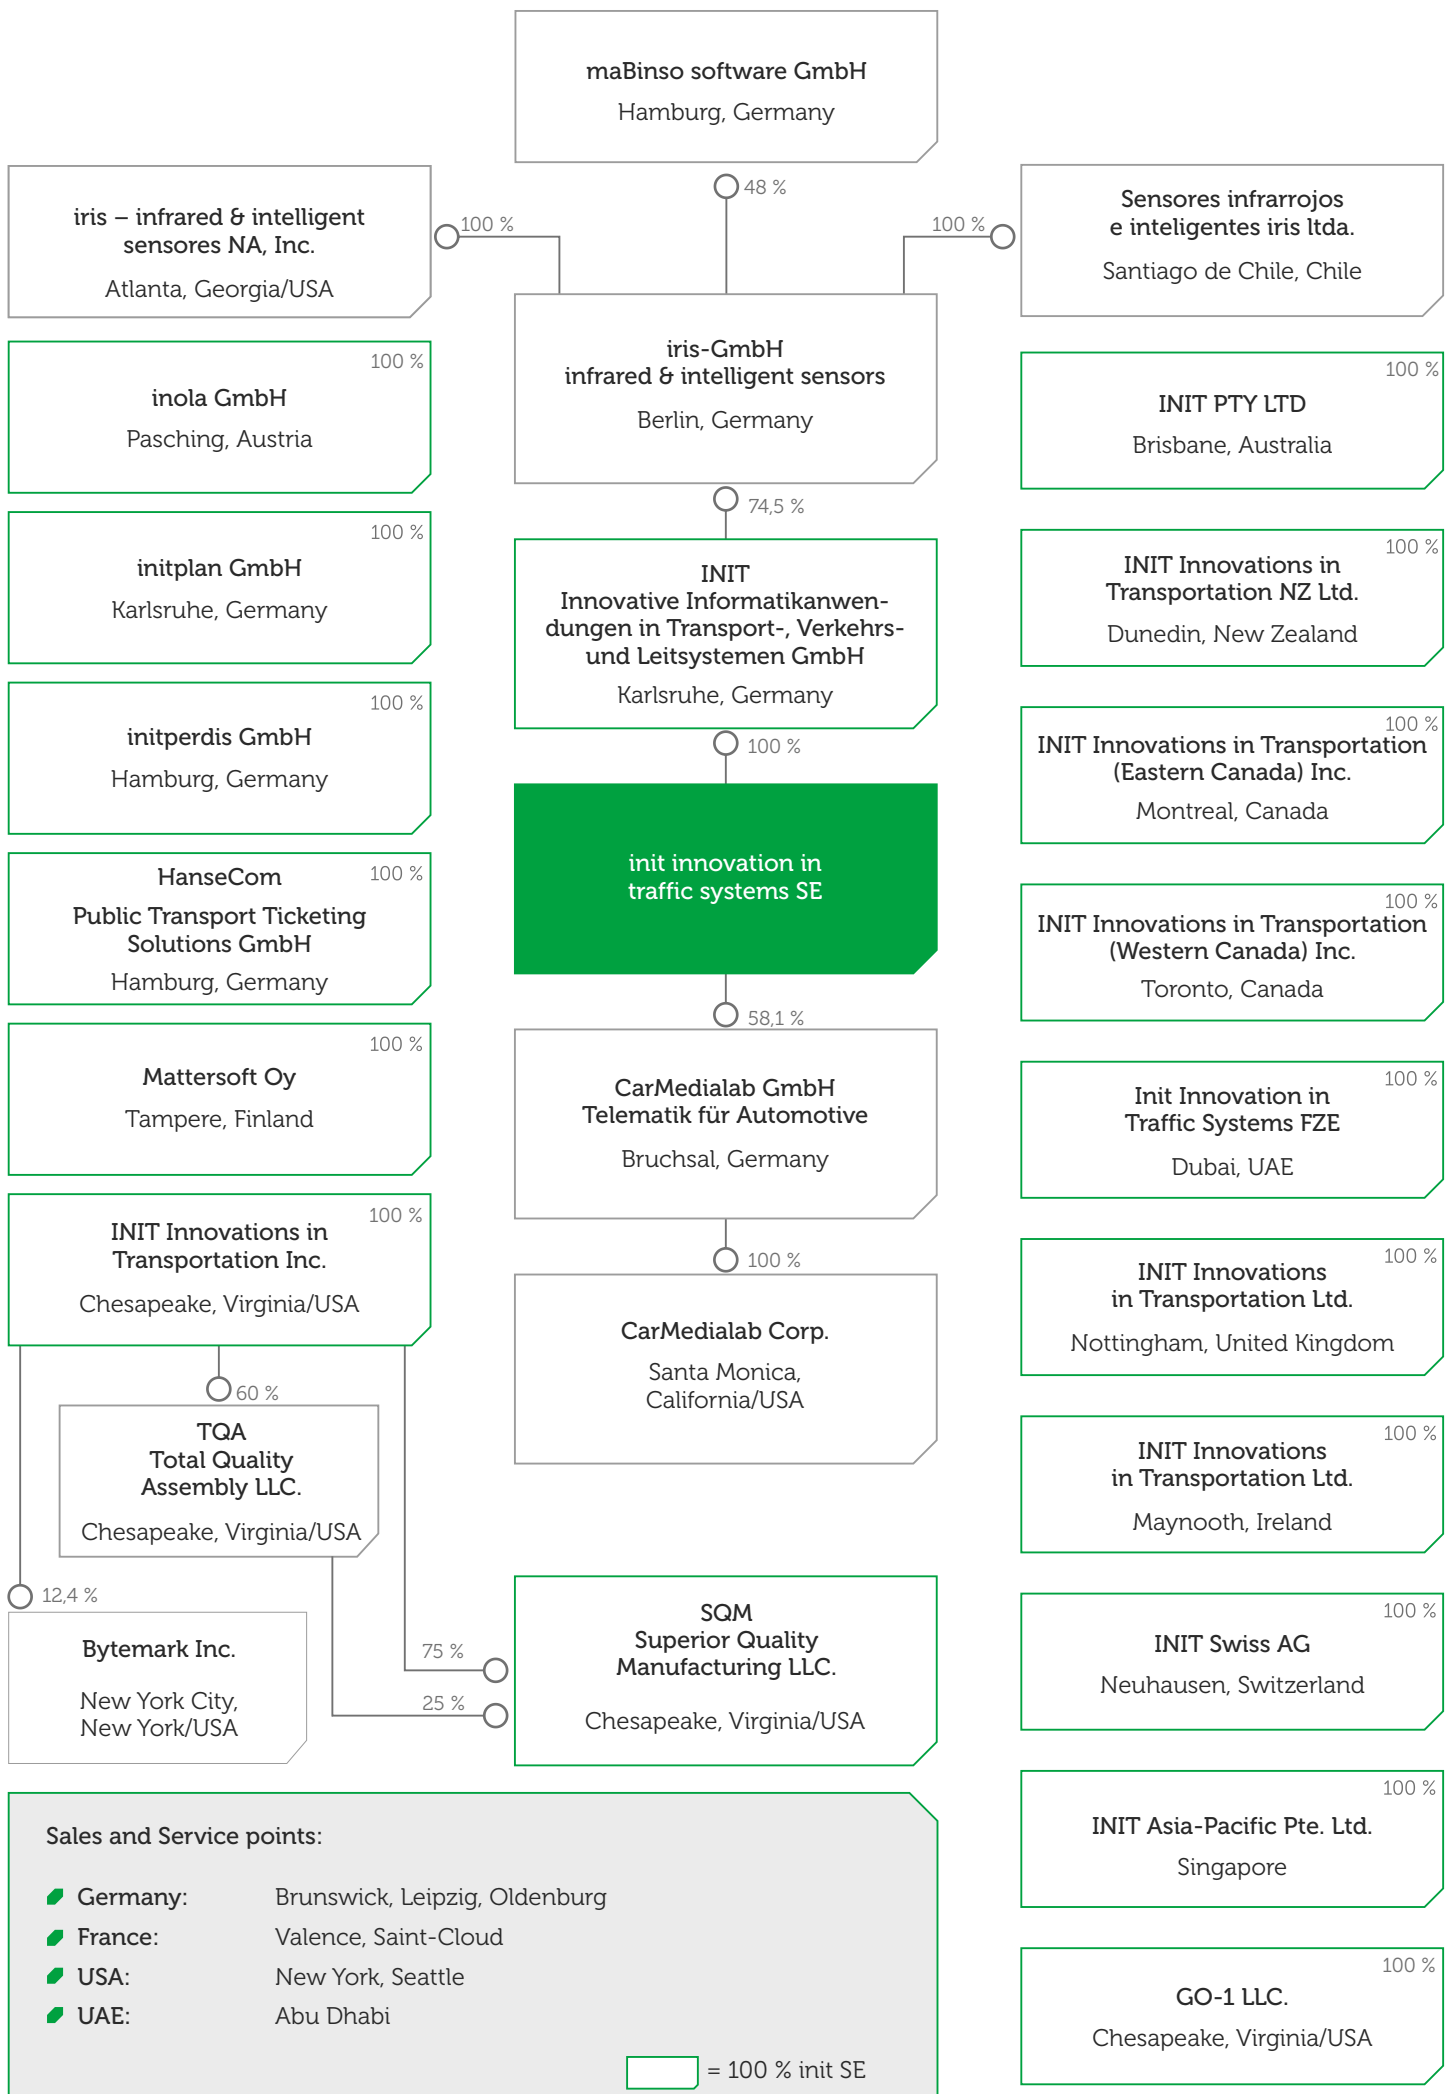 maBinso software GmbH
Hamburg, Germany
48 %
iris – infrared & intelligent
sensores NA, Inc.
Atlanta, Georgia/USA
100 %
100 %
Sensores infrarrojos
e inteligentes iris ltda.
Santiago de Chile, Chile
iris-GmbH
infrared & intelligent sensors
Berlin, Germany
74,5 %
INIT
Innovative Informatikanwen-
dungen in Transport-, Verkehrs-
und Leitsystemen GmbH
Karlsruhe, Germany
100 %
init innovation in
traffic systems SE
58,1 %
CarMedialab GmbH
Telematik für Automotive
Bruchsal, Germany
100 %
CarMedialab Corp.
Santa Monica,
California/USA
100 %
inola GmbH
Pasching, Austria
100 %
initplan GmbH
Karlsruhe, Germany
100 %
initperdis GmbH
Hamburg, Germany
100 %
HanseCom
Public Transport Ticketing
Solutions GmbH
Hamburg, Germany
100 %
Mattersoft Oy
Tampere, Finland
100 %
INIT Innovations in
Transportation Inc.
Chesapeake, Virginia/USA
60 %
TQA
Total Quality
Assembly LLC.
Chesapeake, Virginia/USA
12,4 %
Bytemark Inc.
New York City,
New York/USA
75 %
25 %
SQM
Superior Quality
Manufacturing LLC.
Chesapeake, Virginia/USA
100 %
INIT PTY LTD
Brisbane, Australia
100 %
INIT Innovations in
Transportation NZ Ltd.
Dunedin, New Zealand
100 %
INIT Innovations in Transportation
(Eastern Canada) Inc.
Montreal, Canada
100 %
INIT Innovations in Transportation
(Western Canada) Inc.
Toronto, Canada
100 %
Init Innovation in
Traffic Systems FZE
Dubai, UAE
100 %
INIT Innovations
in Transportation Ltd.
Nottingham, United Kingdom
100 %
INIT Innovations
in Transportation Ltd.
Maynooth, Ireland
100 %
INIT Swiss AG
Neuhausen, Switzerland
100 %
INIT Asia-Pacific Pte. Ltd.
Singapore
100 %
GO-1 LLC.
Chesapeake, Virginia/USA
Sales and Service points:
Germany: Brunswick, Leipzig, Oldenburg
France: Valence, Saint-Cloud
USA: New York, Seattle
UAE: Abu Dhabi
= 100 % init SE